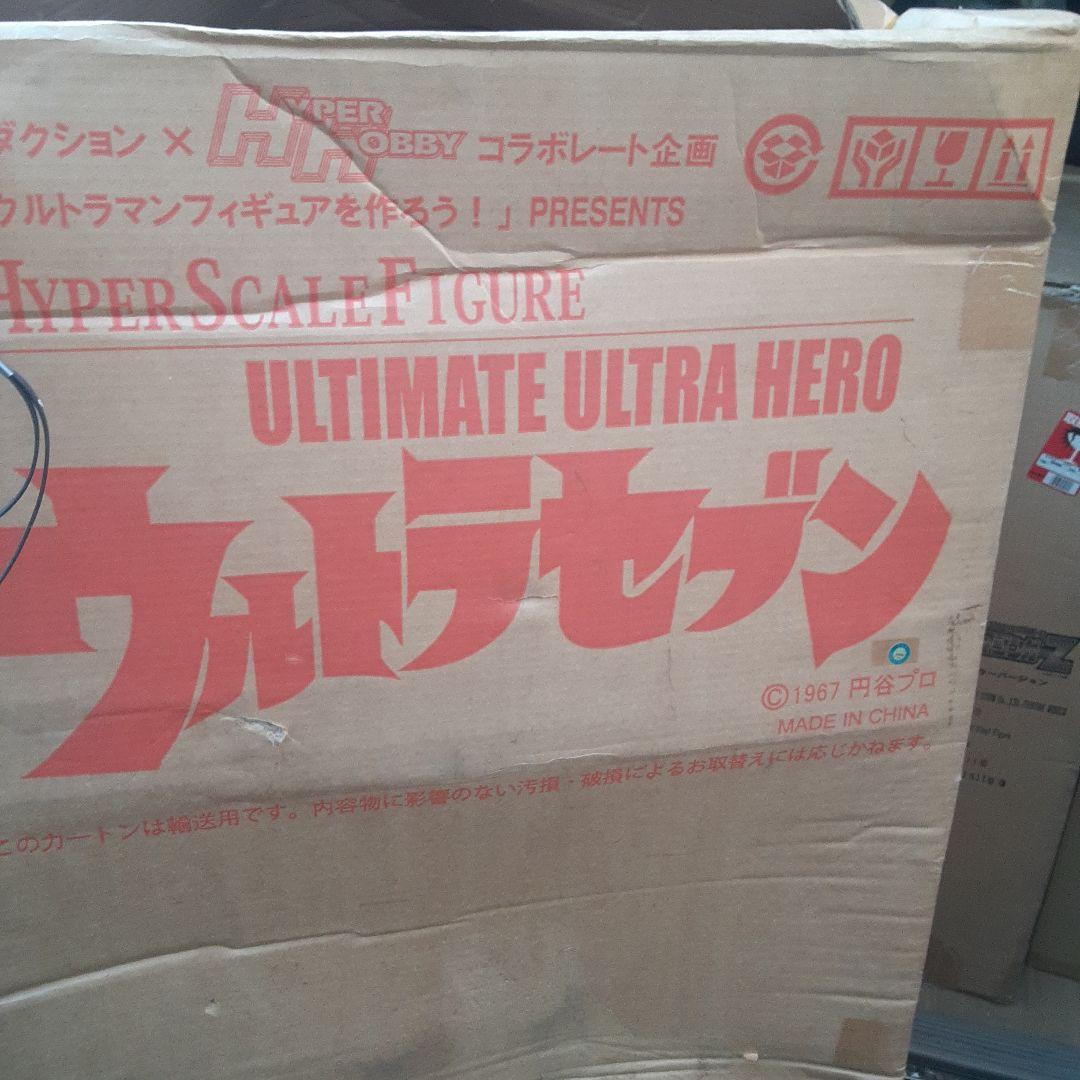 ダクション × HYPER HOBBY コラボレート企画
ウルトラマンフィギュアを作ろう！」 PRESENTS
HYPER SCALE FIGURE
ULTIMATE ULTRA HERO
ウルトラセブン
©1967 円谷プロ
MADE IN CHINA
このカートンは輸送用です。内容物に影響のない汚損・破損によるお取替えには応じかねます。